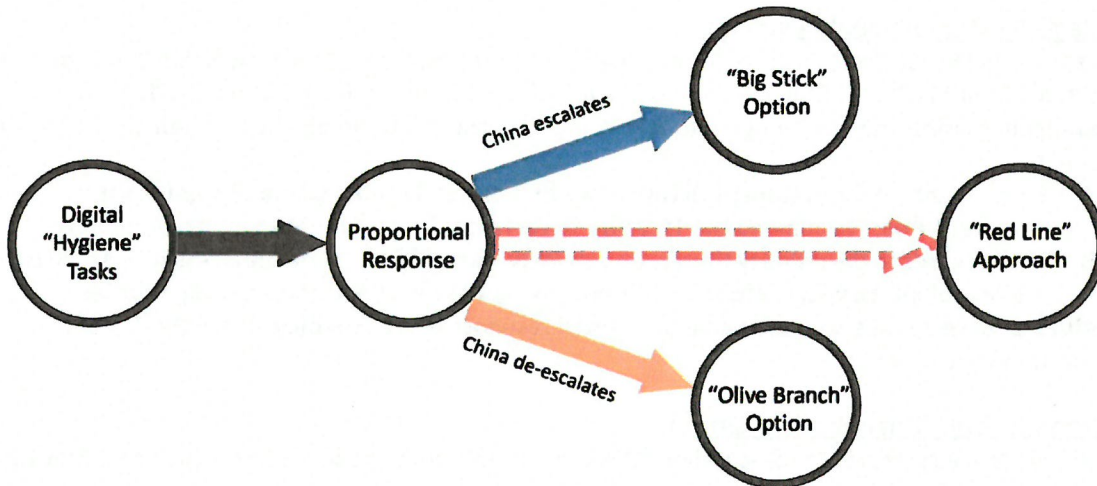 Digital
“Hygiene”
Tasks
Proportional
Response
China escalates
“Big Stick”
Option
“Red Line”
Approach
China de-escalates
“Olive Branch”
Option